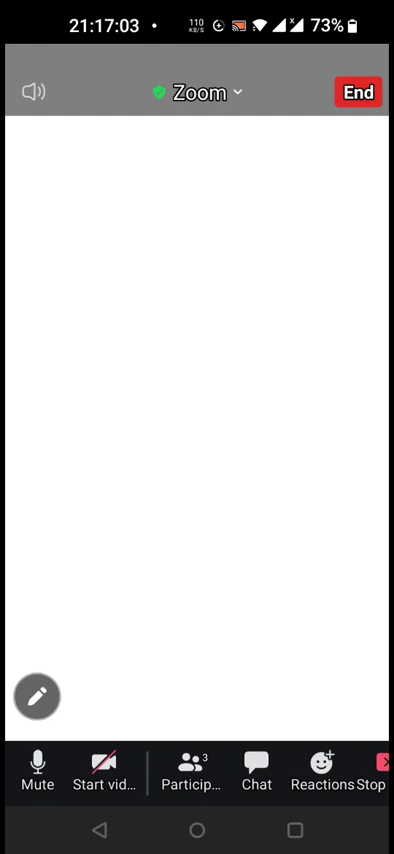 21:17:03 110 KB/S 73%
Zoom End
3
Mute Start vid... Particip... Chat Reactions Stop